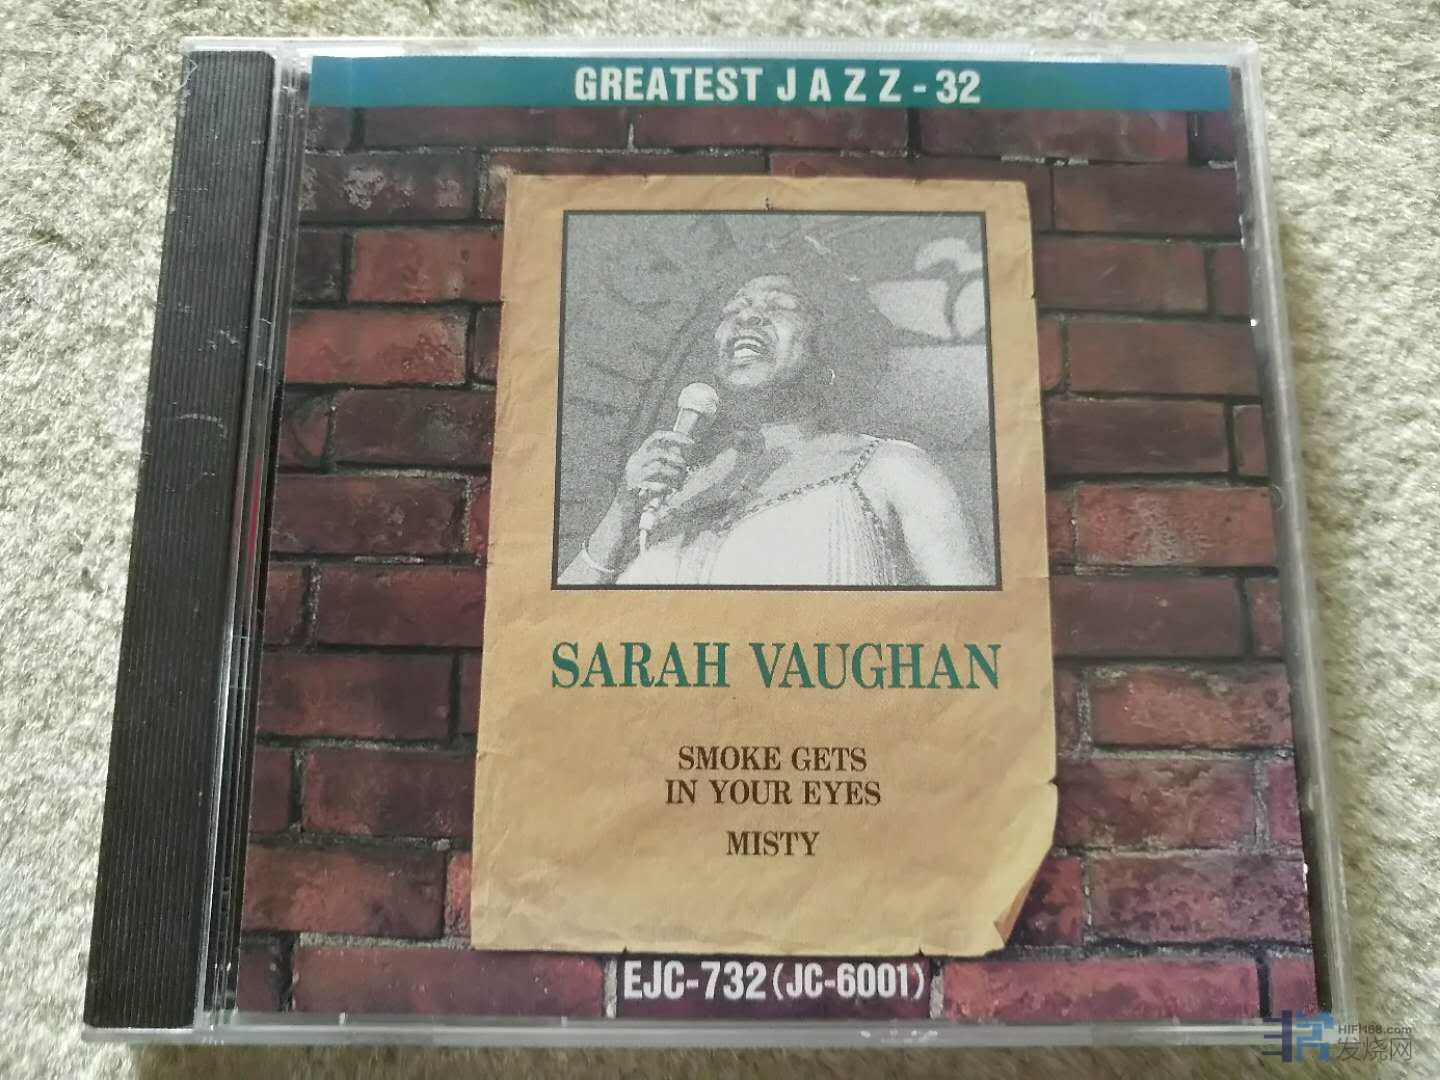 GREATEST JAZZ - 32
SARAH VAUGHAN
SMOKE GETS
IN YOUR EYES
MISTY
EJC-732 (JC-6001)
HIFI168.com
发烧网